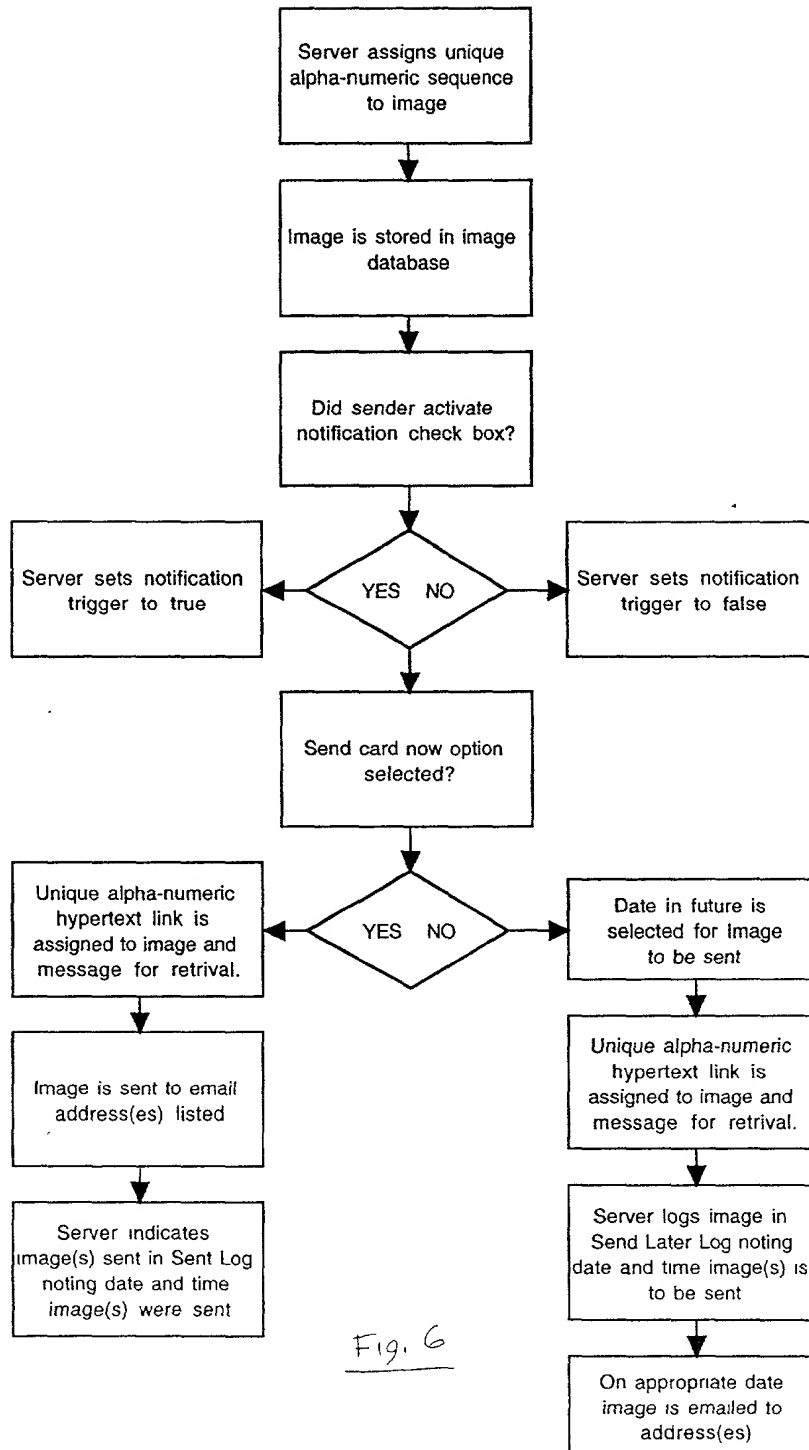 Server assigns unique
alpha-numeric sequence
to image
Image is stored in image
database
Did sender activate
notification check box?
Server sets notification
trigger to true
YES NO
Server sets notification
trigger to false
Send card now option
selected?
Unique alpha-numeric
hypertext link is
assigned to image and
message for retrival.
YES NO
Date in future is
selected for Image
to be sent
Image is sent to email
address(es) listed
Unique alpha-numeric
hypertext link is
assigned to image and
message for retrival.
Server indicates
image(s) sent in Sent Log
noting date and time
image(s) were sent
Server logs image in
Send Later Log noting
date and time image(s) is
to be sent
On appropriate date
image is emailed to
address(es)
Fig. 6